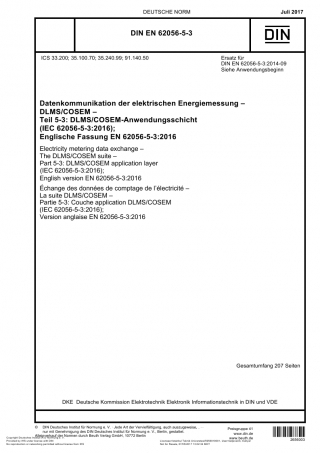 DEUTSCHE NORM
Juli 2017
DIN EN 62056-5-3
DIN
ICS 33.200; 35.100.70; 35.240.99; 91.140.50
Ersatz für
DIN EN 62056-5-3:2014-09
Siehe Anwendungsbeginn
Datenkommunikation der elektrischen Energiemessung –
DLMS/COSEM –
Teil 5-3: DLMS/COSEM-Anwendungsschicht
(IEC 62056-5-3:2016);
Englische Fassung EN 62056-5-3:2016
Electricity metering data exchange –
The DLMS/COSEM suite –
Part 5-3: DLMS/COSEM application layer
(IEC 62056-5-3:2016);
English version EN 62056-5-3:2016
Échange des données de comptage de l'électricité –
La suite DLMS/COSEM –
Partie 5-3: Couche application DLMS/COSEM
(IEC 62056-5-3:2016);
Version anglaise EN 62056-5-3:2016
Gesamtumfang 207 Seiten
DKE Deutsche Kommission Elektrotechnik Elektronik Informationstechnik in DIN und VDE
© DIN Deutsches Institut für Normung e. V. Jede Art der Vervielfältigung, auch auszugsweise,
nur mit Genehmigung des DIN Deutsches Institut für Normung e. V., Berlin, gestattet.
Alleinverkauf der Normen durch Beuth Verlag GmbH, 10772 Berlin
Preisgruppe 61
www.din.de
www.beuth.de